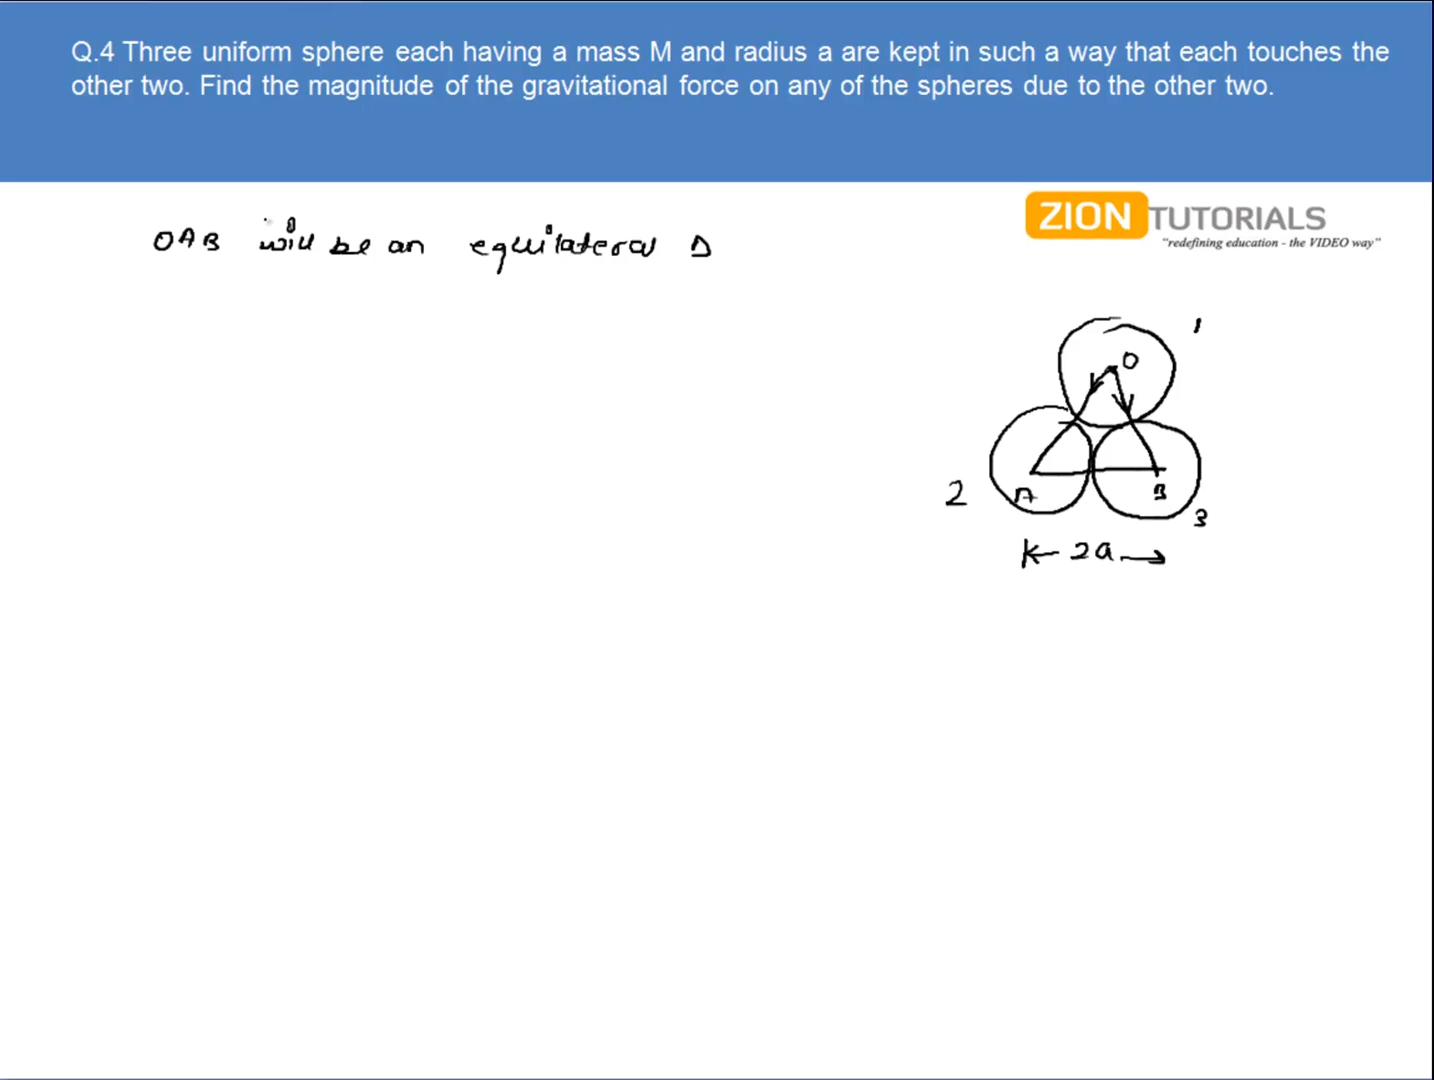 Q.4 Three uniform sphere each having a mass M and radius a are kept in such a way that each touches the
other two. Find the magnitude of the gravitational force on any of the spheres due to the other two.
ZION TUTORIALS
"redefining education - the VIDEO way"
OAB will be an equilateral Δ
1
O
2
A
B
3
2a